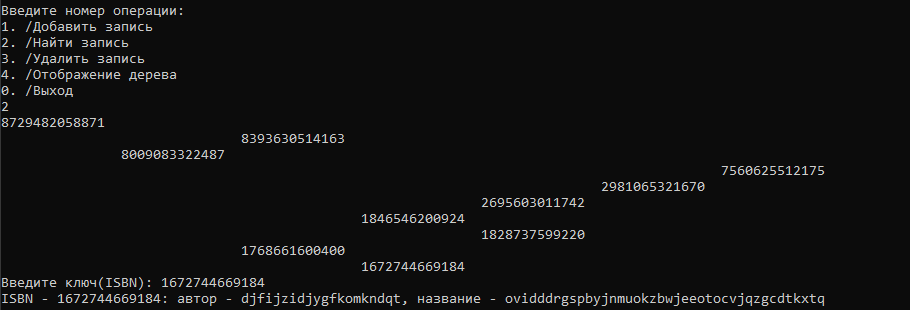 Введите номер операции:
1. /Добавить запись
2. /Найти запись
3. /Удалить запись
4. /Отображение дерева
0. /Выход
2
8729482058871
8393630514163
8009083322487
7560625512175
2981065321670
2695603011742
1846546200924
1828737599220
1768661600400
1672744669184
Введите ключ(ISBN): 1672744669184
ISBN - 1672744669184: автор - djfijzidjygfkomkndqt, название - ovidddrgspbyjnmuokzbwjeeotocvjqzgcdtkxtq